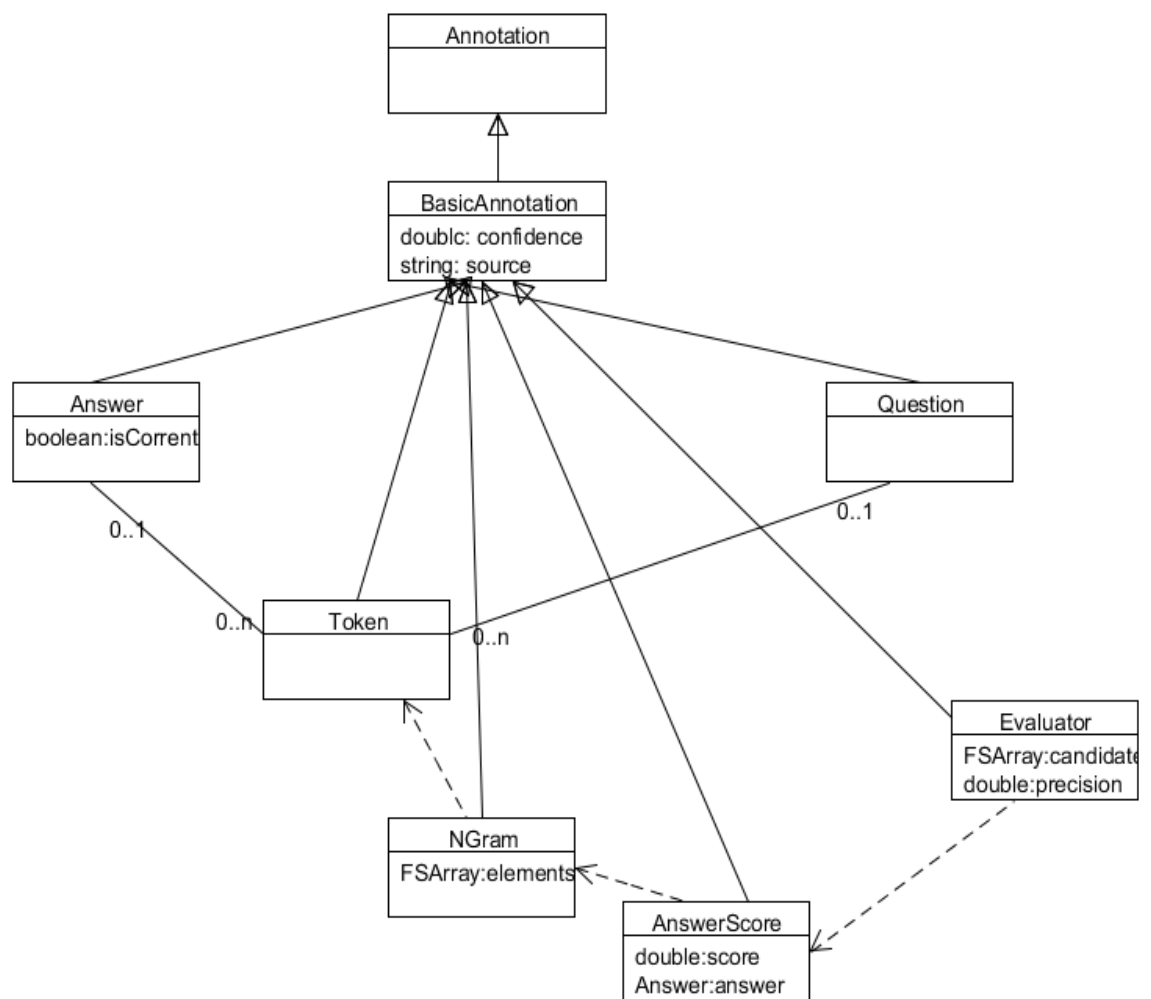 Annotation
BasicAnnotation
doublc: confidence
string: source
Answer
boolean:isCorrent
Question
0..1
0..1
Token
0..n
0..n
Evaluator
FSArray:candidate
double:precision
NGram
FSArray:elements
AnswerScore
double:score
Answer:answer